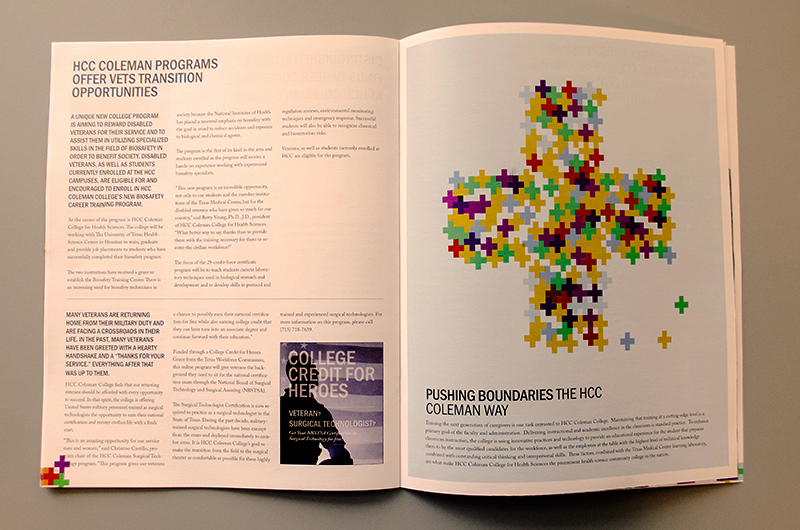 HCC COLEMAN PROGRAMS
OFFER VETS TRANSITION
OPPORTUNITIES
A UNIQUE NEW COLLEGE PROGRAM
IS AIMING TO REWARD DISABLED
VETERANS FOR THEIR SERVICE AND TO
ASSIST THEM IN UTILIZING SPECIALIZED
SKILLS IN THE FIELD OF BIOSAFETY IN
ORDER TO BENEFIT SOCIETY. DISABLED
VETERANS, AS WELL AS STUDENTS
CURRENTLY ENROLLED AT THE HCC
CAMPUSES, ARE ELIGIBLE FOR AND
ENCOURAGED TO ENROLL IN HCC
COLEMAN COLLEGE'S NEW BIOSAFETY
CAREER TRAINING PROGRAM.
At the center of the program is HCC Coleman
College for Health Sciences. The college will be
working with The University of Texas Health
Science Center in Houston to train, graduate
and provide job placements to students who have
successfully completed their biosafety program.
The two institutions have received a grant to
establish the Biosafety Training Center. There is
an increasing need for biosafety technicians in
society because the National Institutes of Health
has placed a renewed emphasis on biosafety with
the goal in mind to reduce accidents and exposure
to biological and chemical agents.
The program is the first of its kind in the area and
students enrolled in the program will receive a
hands-on experience working with experienced
biosafety specialists.
"This new program is an incredible opportunity,
not only to our students and the member institu-
tions of the Texas Medical Center, but for the
disabled veterans who have given so much for our
country," said Betty Young, Ph.D., J.D., president
of HCC Coleman College for Health Sciences.
"What better way to say thanks than to provide
them with the training necessary for them to re-
enter the civilian workforce?"
The focus of the 29-credit-hour certificate
program will be to teach students current labora-
tory techniques used in biological research and
development and to develop skills in protocol and
regulation reviews, environmental monitoring
techniques and emergency response. Successful
students will also be able to recognize chemical
and bioterrorism risks.
Veterans, as well as students currently enrolled at
HCC are eligible for the program.
MANY VETERANS ARE RETURNING
HOME FROM THEIR MILITARY DUTY AND
ARE FACING A CROSSROADS IN THEIR
LIFE. IN THE PAST, MANY VETERANS
HAVE BEEN GREETED WITH A HEARTY
HANDSHAKE AND A "THANKS FOR YOUR
SERVICE." EVERYTHING AFTER THAT
WAS UP TO THEM.
HCC Coleman College feels that our returning
veterans should be afforded with every opportunity
to succeed. In that spirit, the college is offering
United States military personnel trained as surgical
technologists the opportunity to earn their national
certification and reenter civilian life with a fresh
start.
"This is an amazing opportunity for our service
men and women," said Christine Castillo, pro-
gram chair of the HCC Coleman Surgical Tech-
nology program. "This program gives our veterans
a chance to possibly earn their national certifica-
tion for free while also earning college credit that
they can later turn into an associate degree and
continue forward with their education."
Funded through a College Credit for Heroes
Grant from the Texas Workforce Commission,
this online program will give veterans the back-
ground they need to sit for the national certifica-
tion exam through the National Board of Surgical
Technology and Surgical Assisting (NBSTSA).
The Surgical Technologist Certification is now re-
quired to practice as a surgical technologist in the
state of Texas. During the past decade, military-
trained surgical technologists have been exempt
from the exam and deployed immediately to cen-
ter areas. It is HCC Coleman College's goal to
make the transition from the field to the surgical
theater as comfortable as possible for these highly
trained and experienced surgical technologists. For
more information on this program, please call
(713) 718-7639.
COLLEGE
CREDIT FOR
HEROES
VETERAN?
SURGICAL TECHNOLOGIST?
Get Your NBSTSA Certification in
Surgical Technology for free
PUSHING BOUNDARIES THE HCC
COLEMAN WAY
Training the next generation of caregivers is our task entrusted to HCC Coleman College. Maintaining that training at a cutting-edge level is a
primary goal of the faculty and administration. Delivering instructional and academic excellence in the classroom is standard practice. To enhance
classroom instruction, the college is using innovative practices and technology to provide an educational experience for the student that prepares
them to be the most qualified candidates for the workforce, as well as the employees at the table with the highest level of technical knowledge
combined with outstanding critical thinking and interpersonal skills. These factors, combined with the Texas Medical Center learning laboratory,
are what make HCC Coleman College for Health Sciences the preeminent health science community college in the nation.